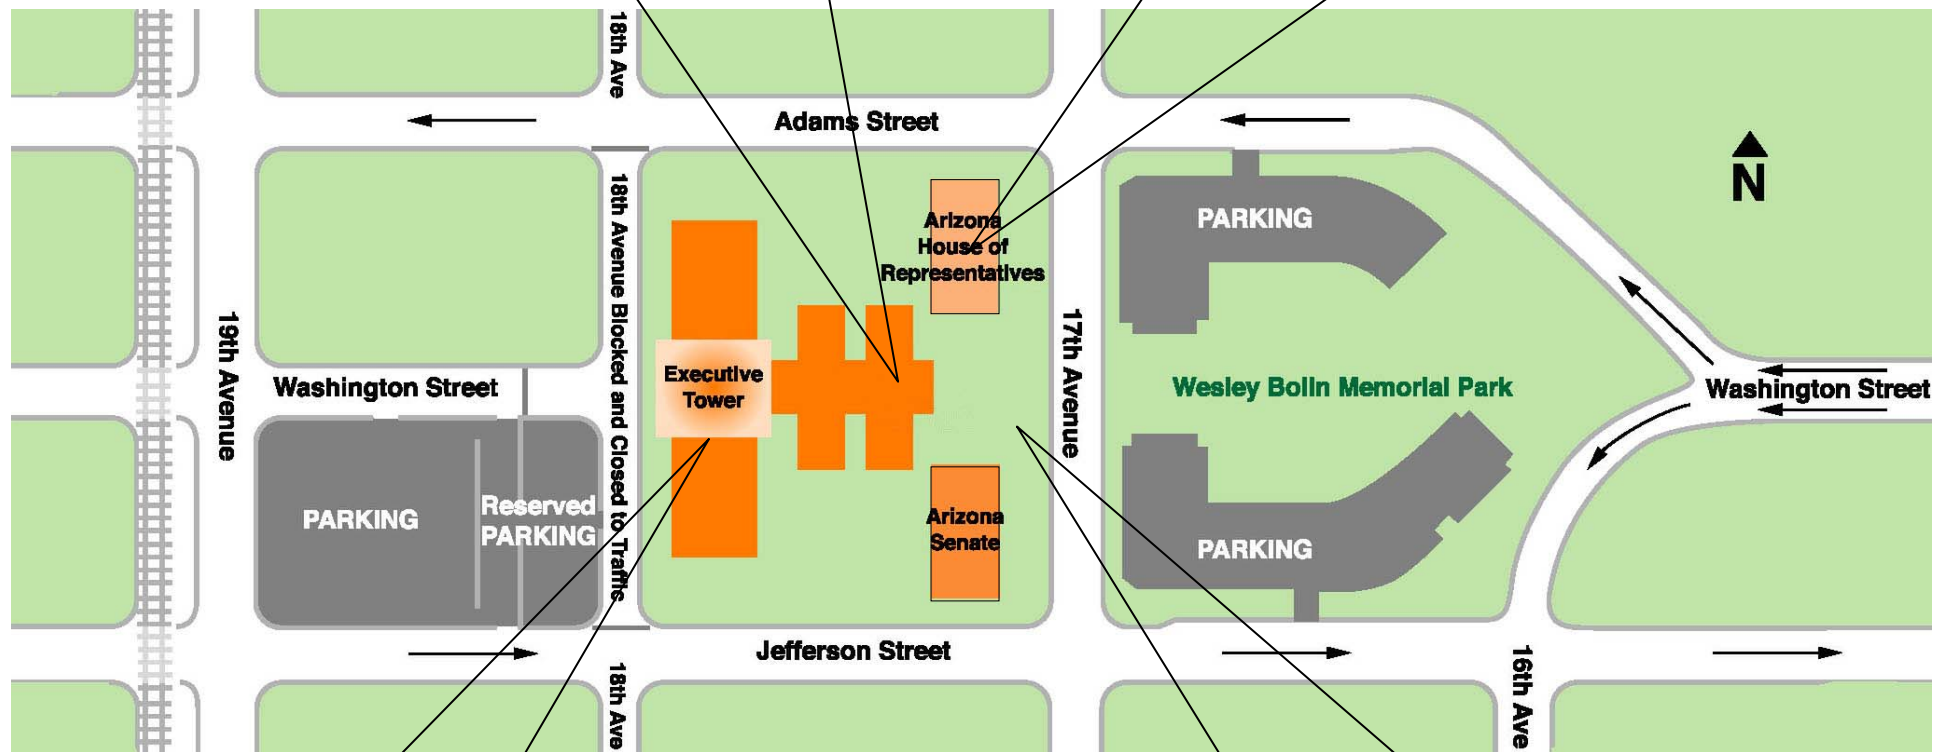 18th Ave
Adams Street
N
18th Avenue Blocked and Closed to Traffic
Arizona
House of
Representatives
PARKING
19th Avenue
17th Avenue
Washington Street
Executive
Tower
Wesley Bolin Memorial Park
Washington Street
PARKING
Reserved
PARKING
Arizona
Senate
PARKING
Jefferson Street
18th Ave
16th Ave